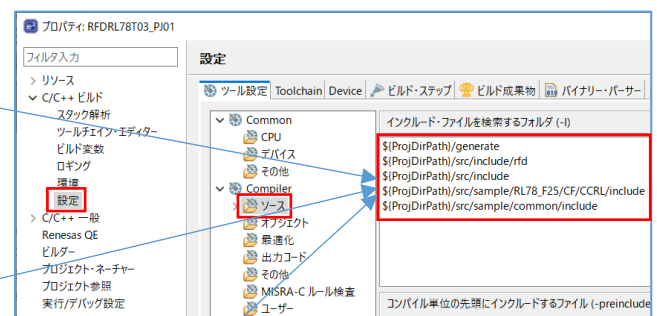 プロパティ: RFDRL78T03_PJ01
フィルタ入力
リソース
C/C++ ビルド
スタック解析
ツールチェイン・エディター
ビルド変数
ロギング
環境
設定
C/C++ 一般
Renesas QE
ビルダー
プロジェクト・ネーチャー
プロジェクト参照
実行/デバッグ設定
設定
ツール設定 Toolchain Device ビルド・ステップ ビルド成果物 バイナリー・パーサー
Common
CPU
デバイス
その他
Compiler
ソース
オブジェクト
最適化
出力コード
その他
MISRA-C ルール検査
ユーザー
インクルード・ファイルを検索するフォルダ (-I)
${ProjDirPath}/generate
${ProjDirPath}/src/include/rfd
${ProjDirPath}/src/include
${ProjDirPath}/src/sample/RL78_F25/CF/CCRL/include
${ProjDirPath}/src/sample/common/include
コンパイル単位の先頭にインクルードするファイル (-preinclude